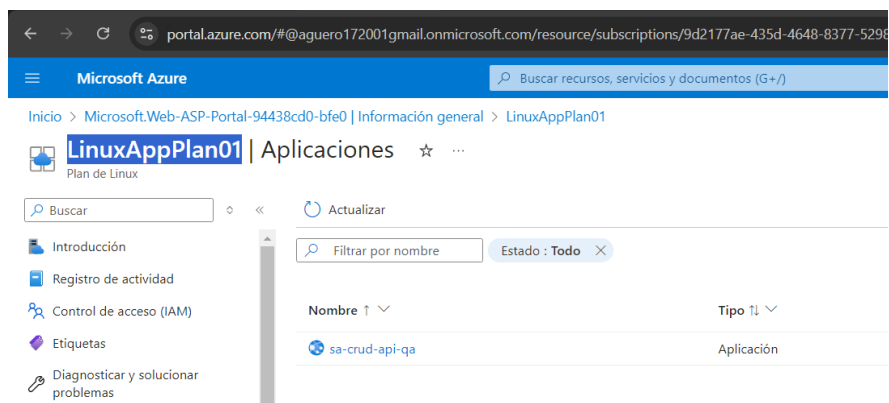 portal.azure.com/#@aguero172001gmail.onmicrosoft.com/resource/subscriptions/9d2177ae-435d-4648-8377-5298
Microsoft Azure
Buscar recursos, servicios y documentos (G+/)
Inicio > Microsoft.Web-ASP-Portal-94438cd0-bfe0 | Información general > LinuxAppPlan01
LinuxAppPlan01 | Aplicaciones
Plan de Linux
Buscar
Actualizar
Introducción
Filtrar por nombre
Estado : Todo
Registro de actividad
Control de acceso (IAM)
Nombre ↑
Tipo ↑↓
Etiquetas
sa-crud-api-qa
Aplicación
Diagnosticar y solucionar
problemas